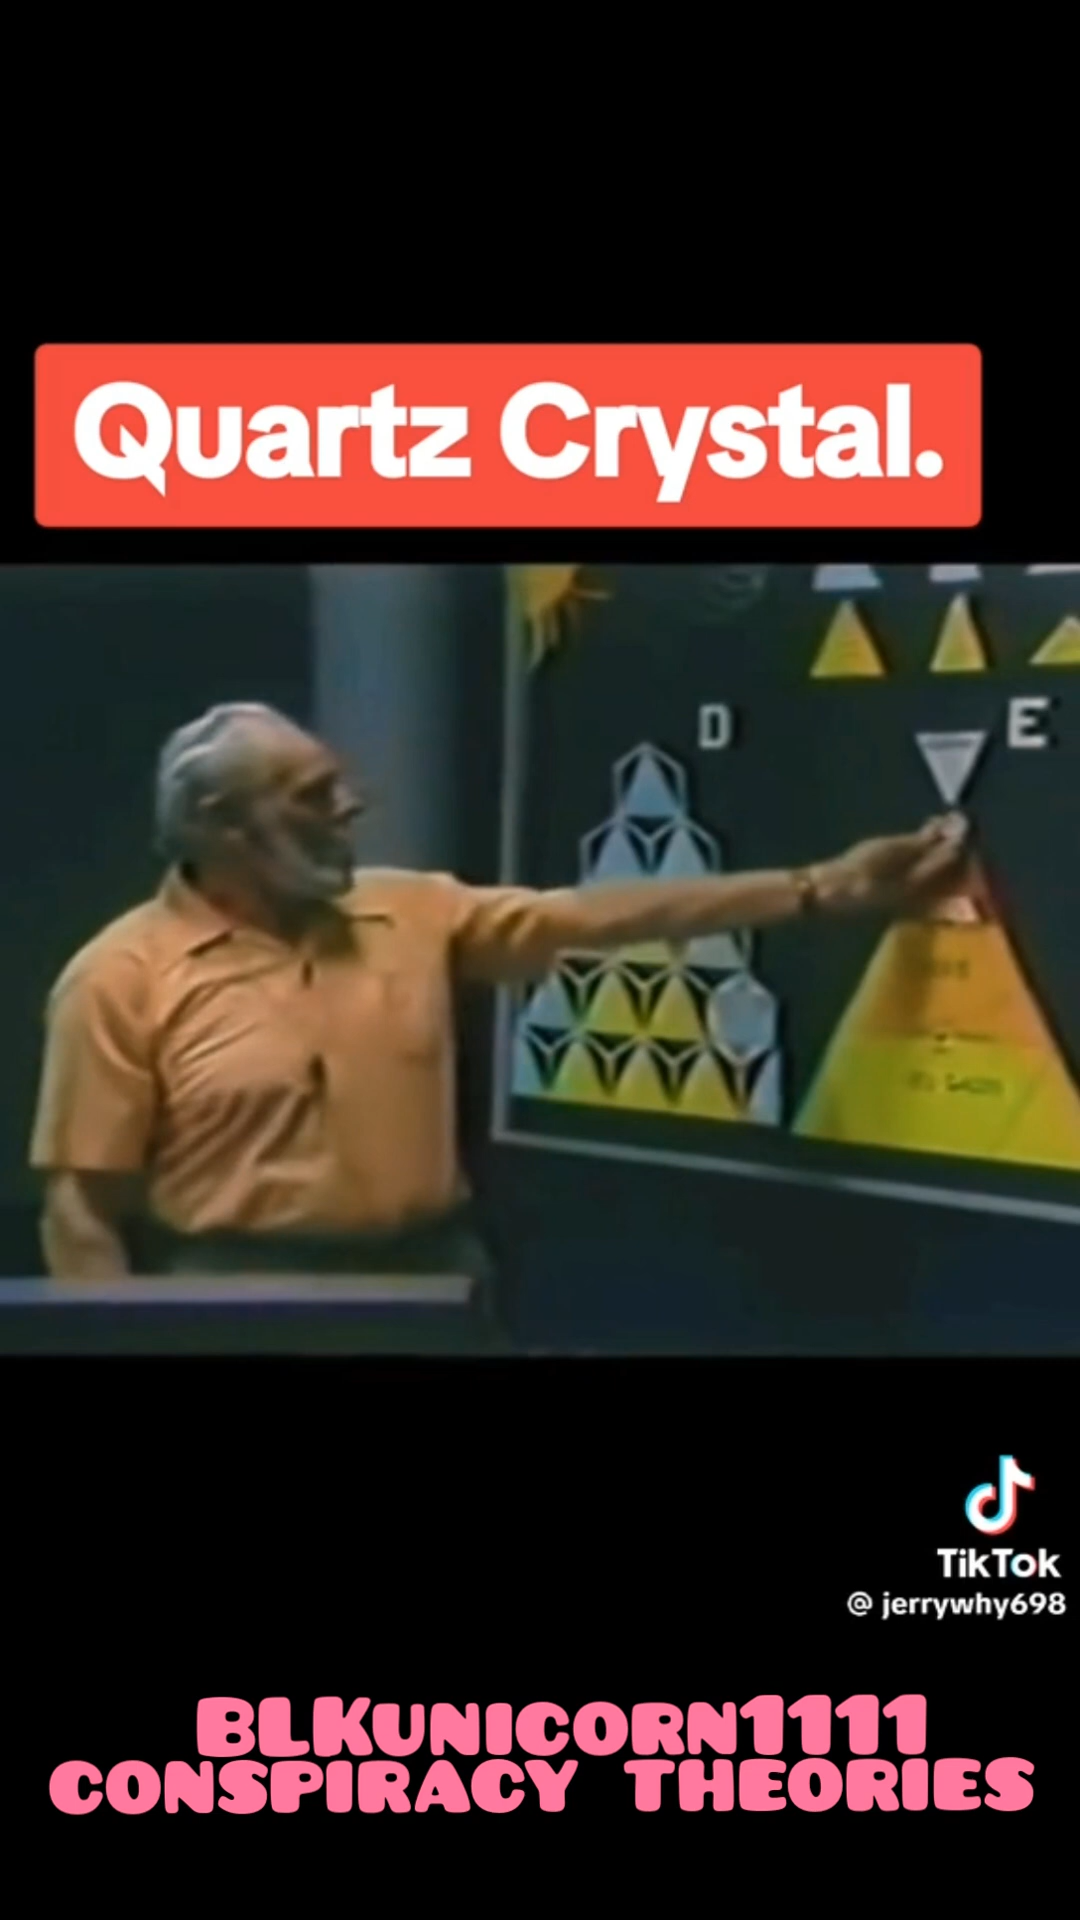 Quartz Crystal.
D
E
TikTok
@ jerrywhy698
BLKUNICORN1111
CONSPIRACY THEORIES